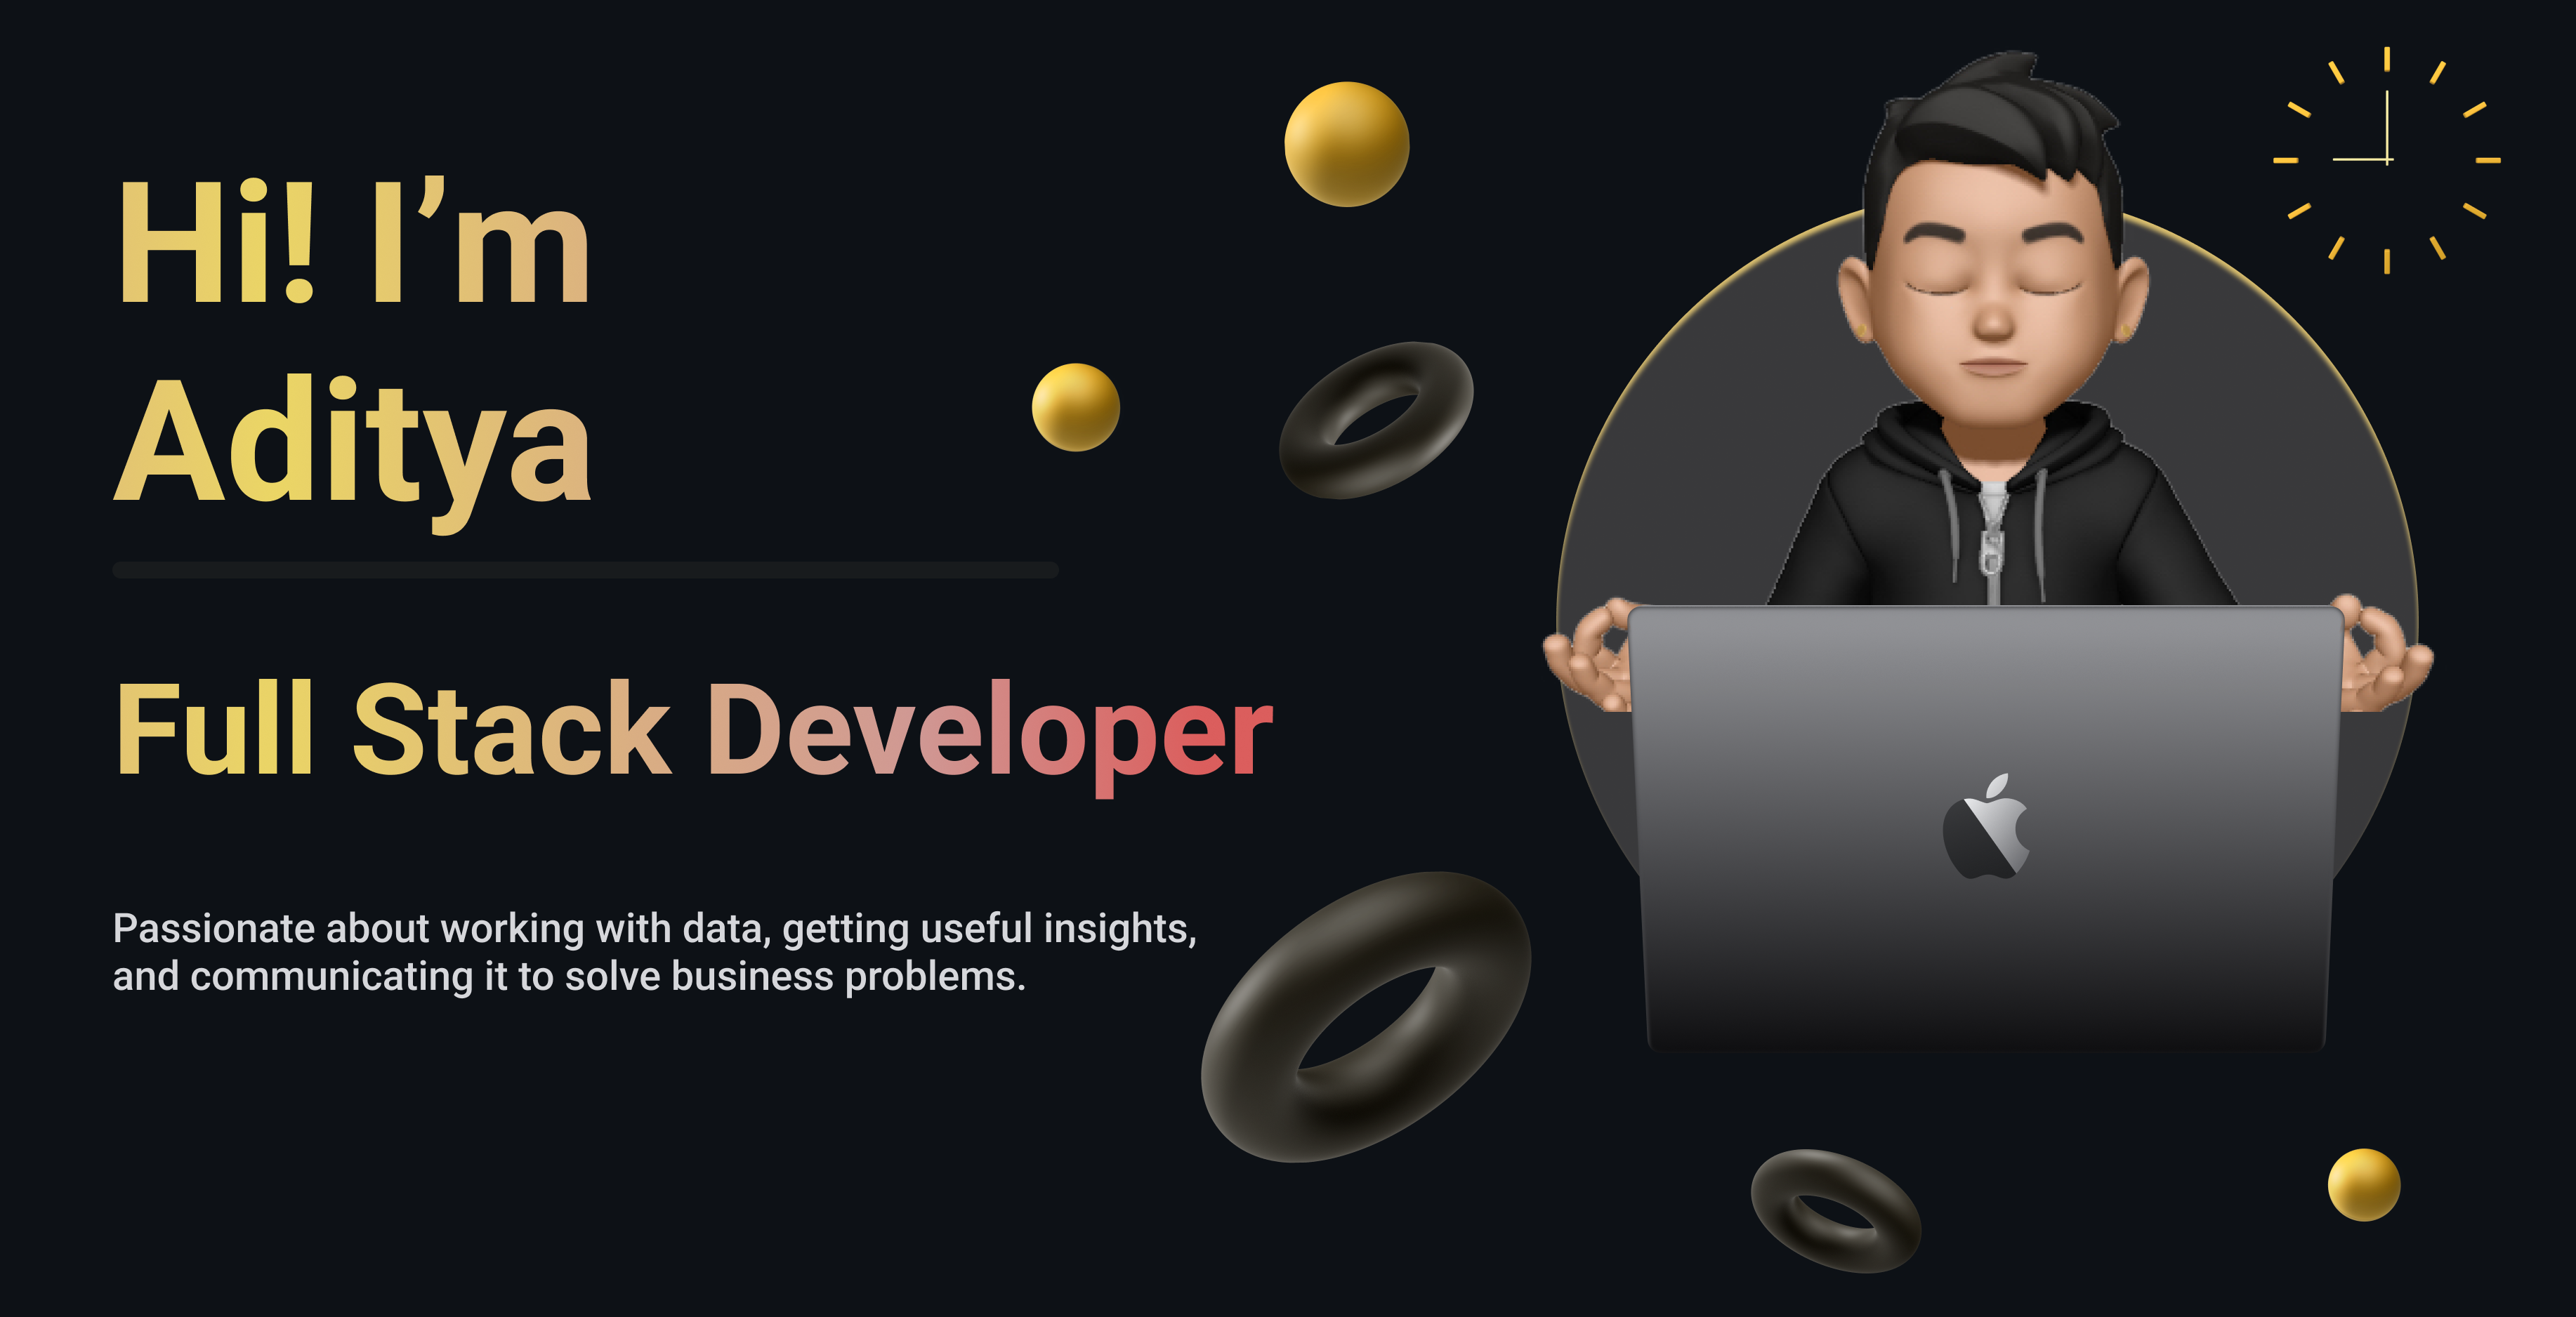 Hi! I’m
Aditya
Full Stack Developer
Passionate about working with data, getting useful insights,
and communicating it to solve business problems.